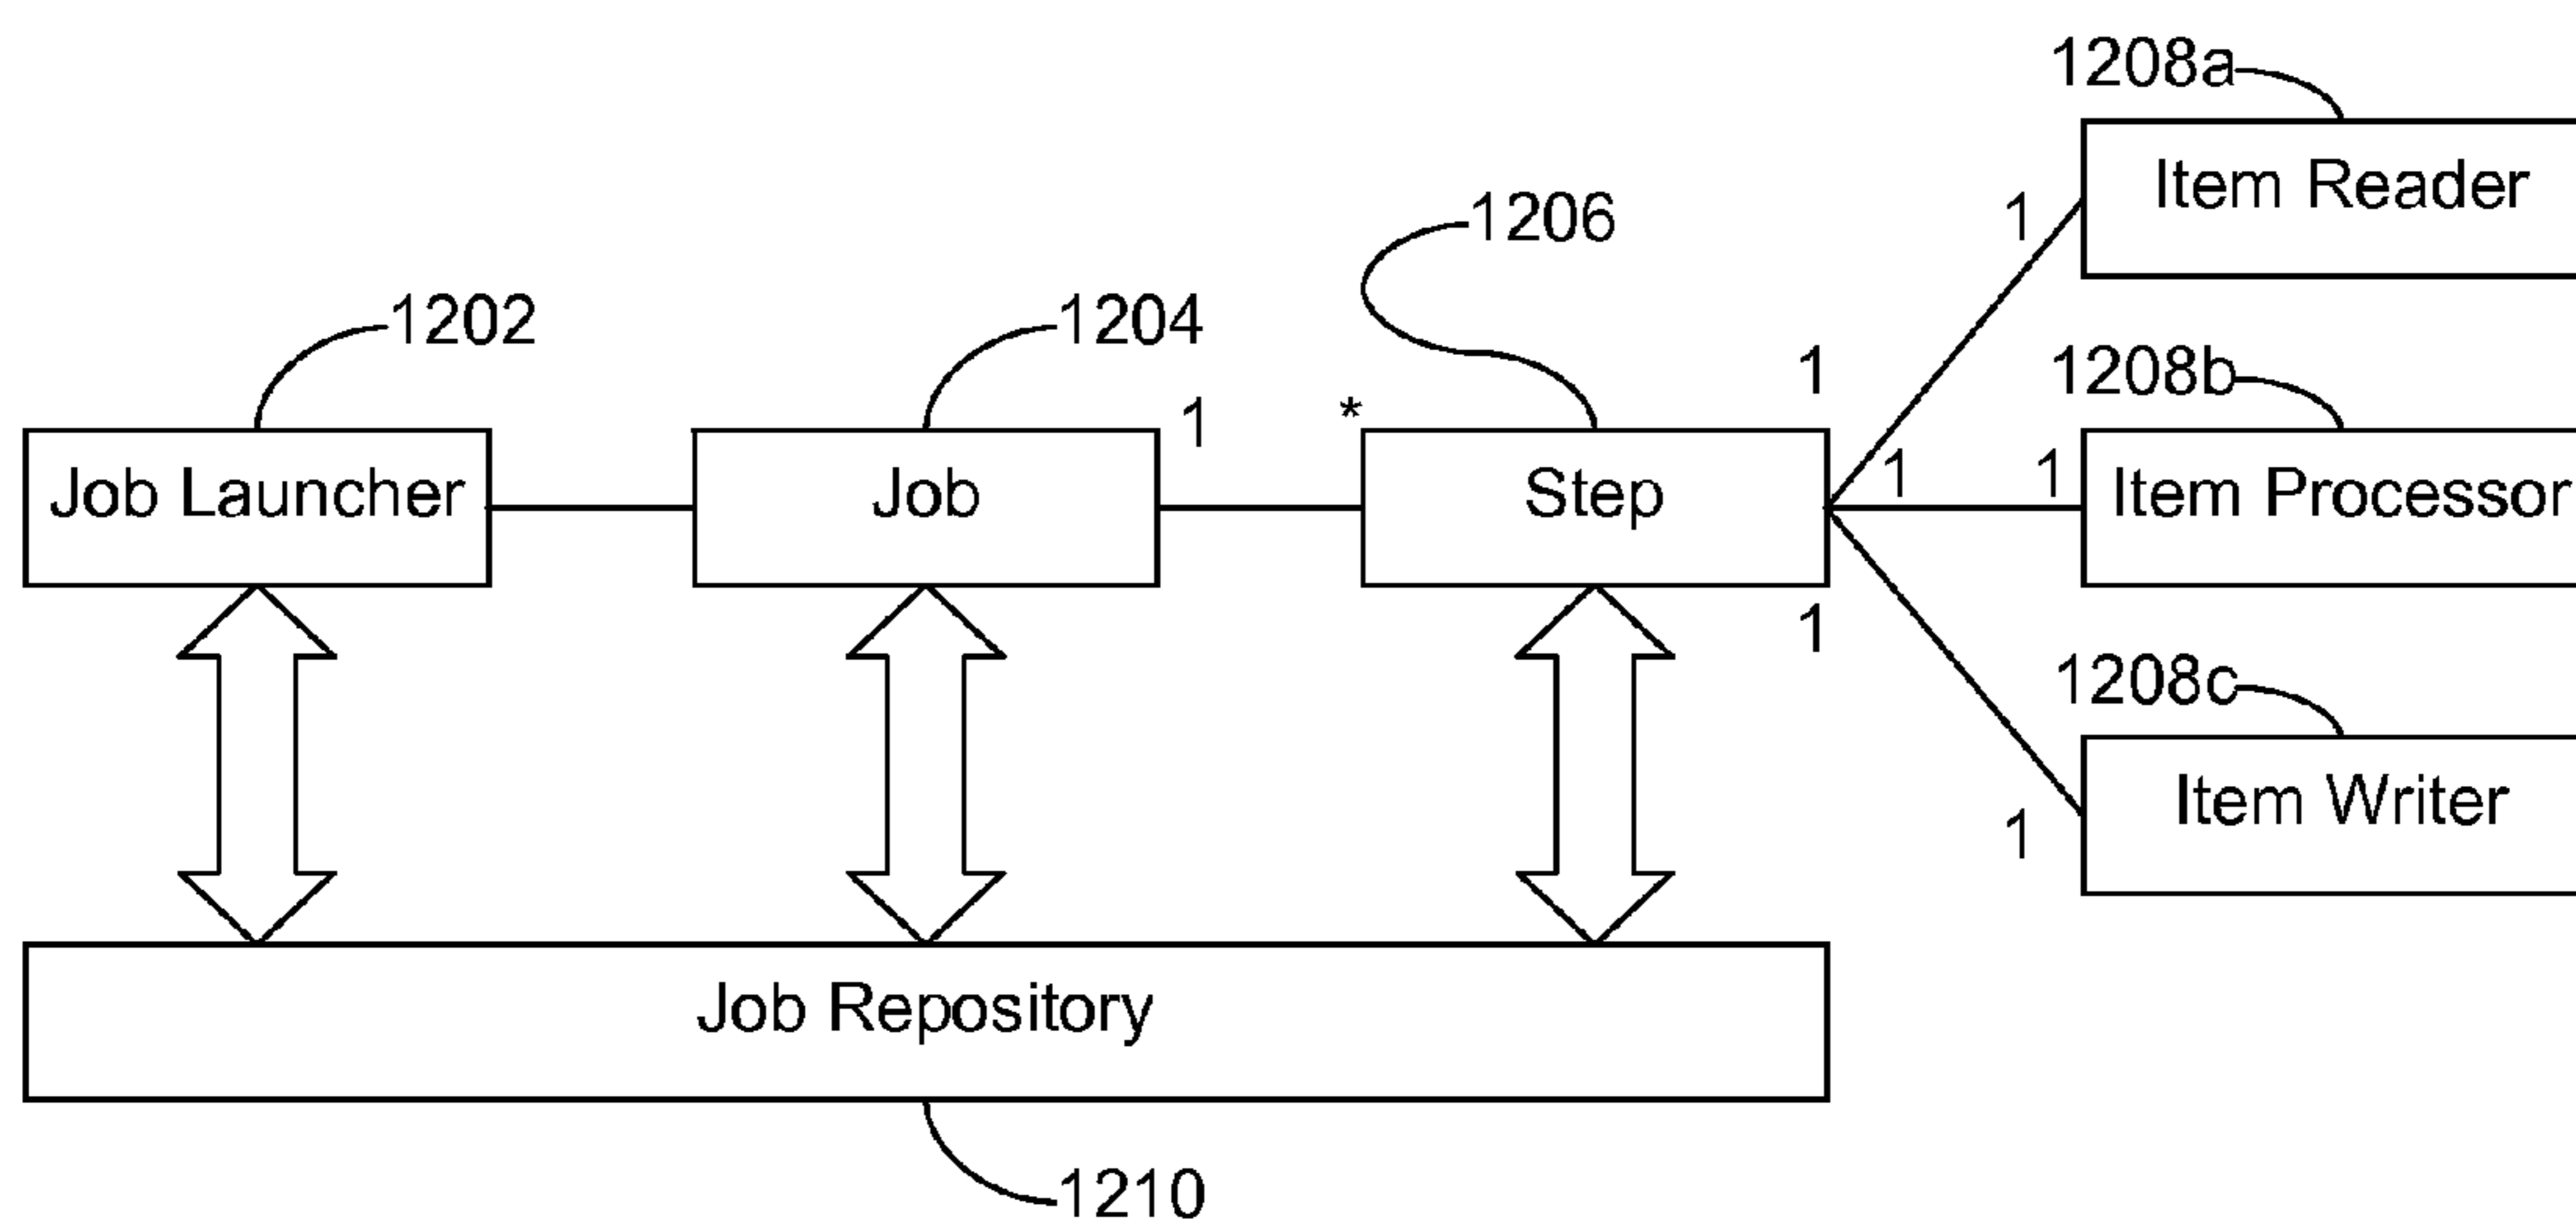 1208a
Item Reader
1
1206
1202
1204
1
*
1
1208b
Job Launcher
Job
Step
1
1
Item Processor
1
1208c
Item Writer
1
Job Repository
1210